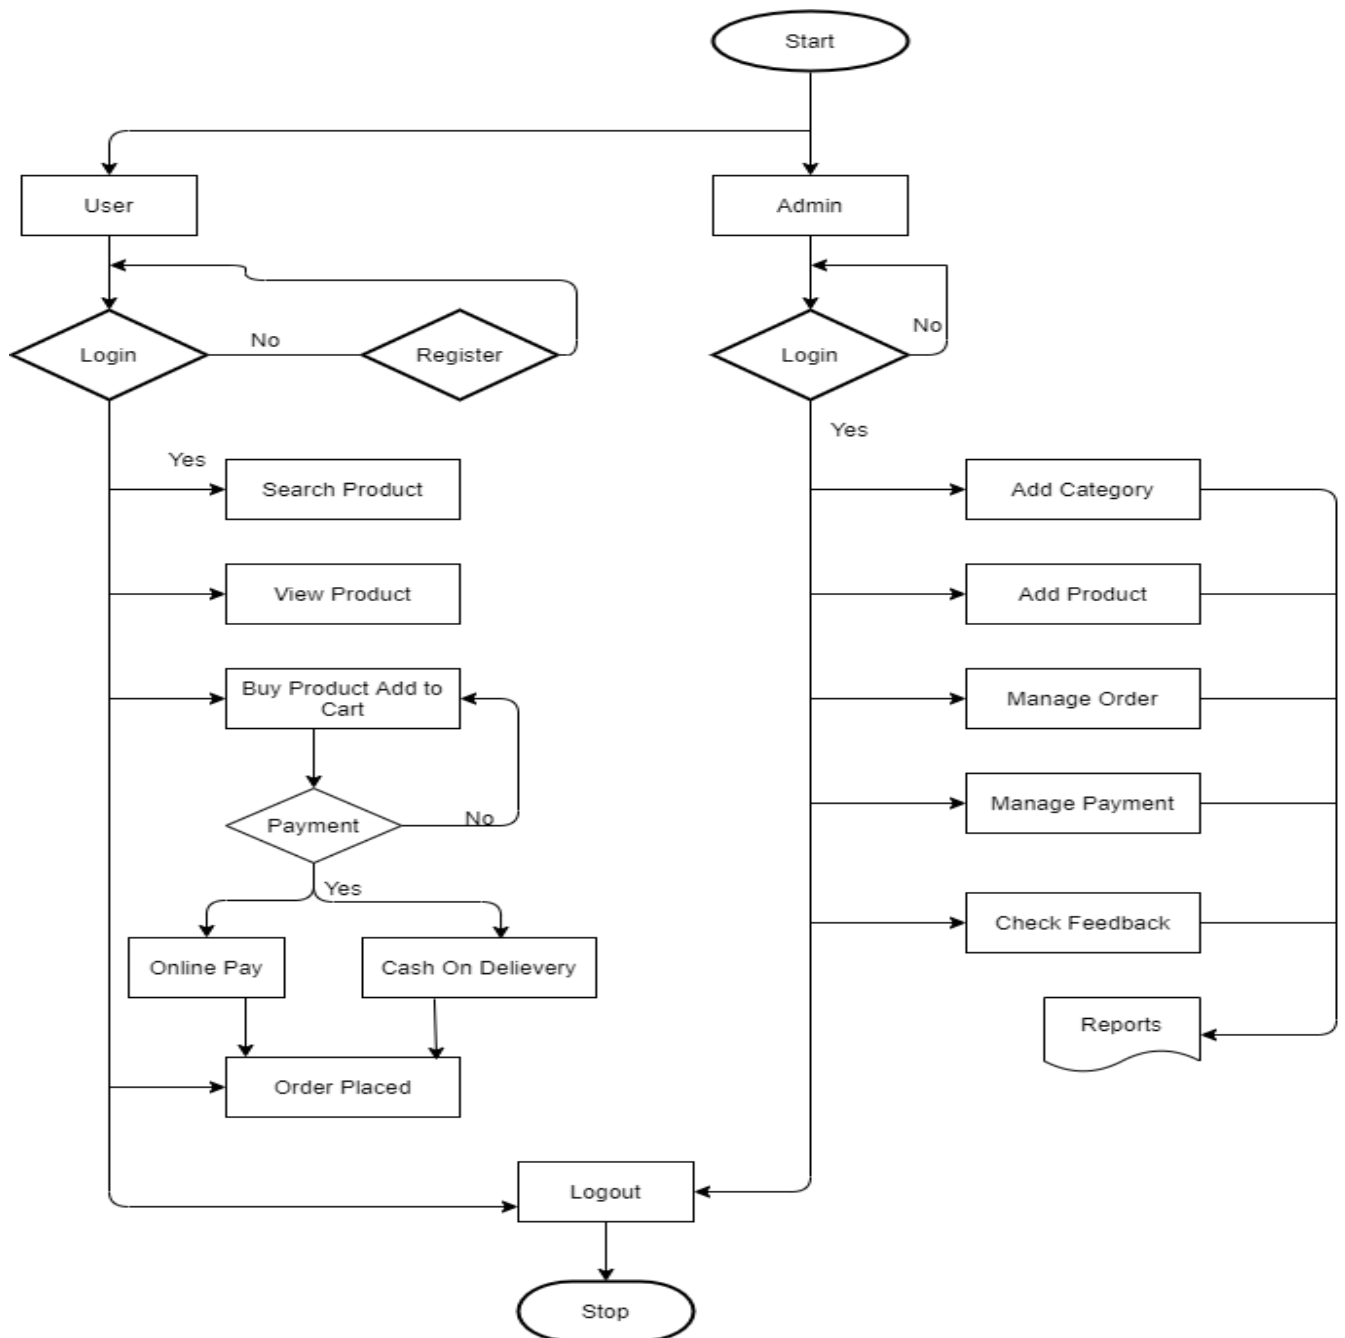 Start
User
Admin
Login
No
Register
Login
No
Yes
Yes
Search Product
Add Category
View Product
Add Product
Buy Product Add to
Cart
Manage Order
Payment
No
Manage Payment
Yes
Check Feedback
Online Pay
Cash On Delievery
Reports
Order Placed
Logout
Stop